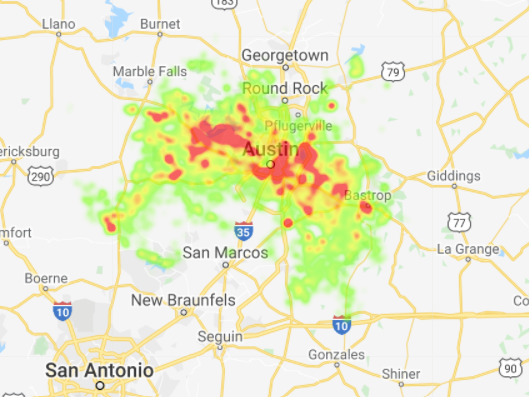 183
Llano
Burnet
Georgetown
Marble Falls
79
Round Rock
Pflugerville
Austin
ericksburg
290
Giddings
Bastrop
77
mfort
35
San Marcos
La Grange
Boerne
10
New Braunfels
Co
10
Seguin
Gonzales
San Antonio
Shiner
90